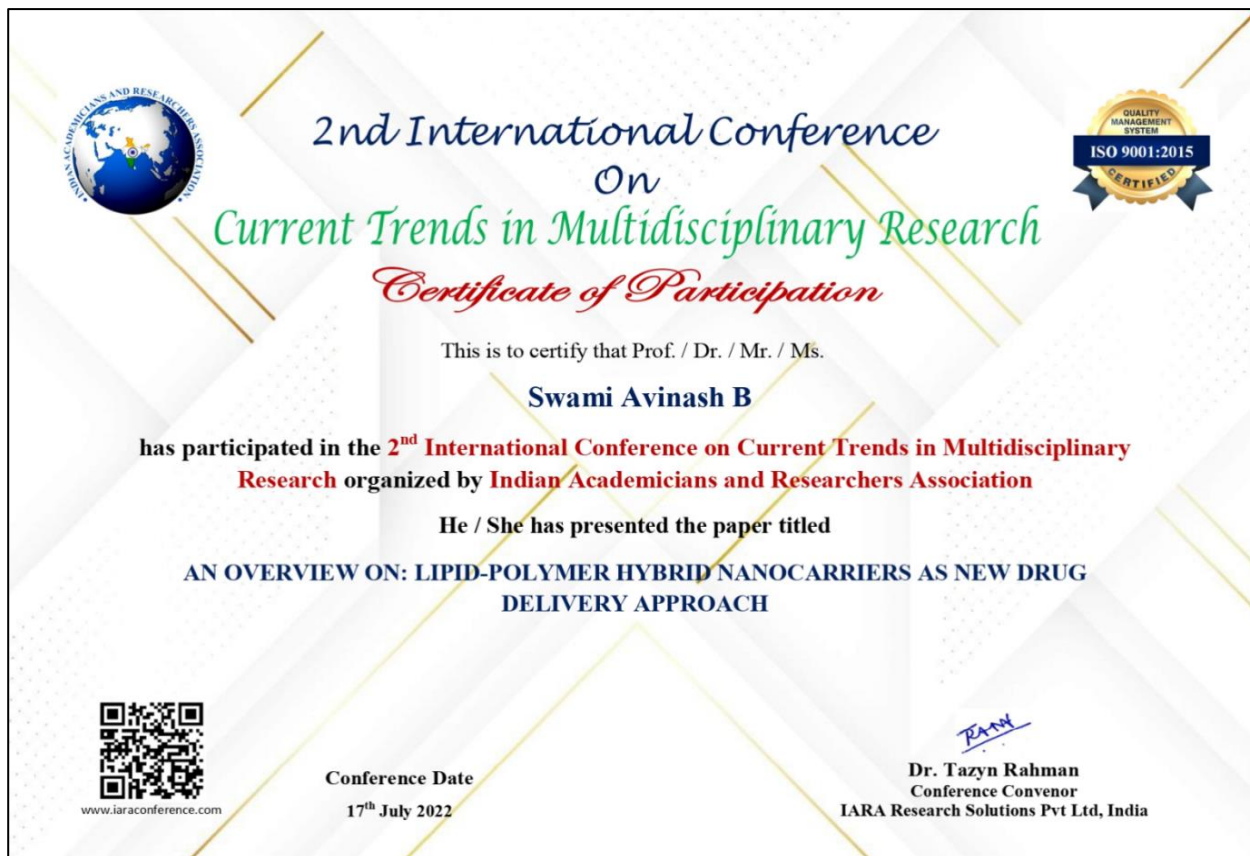 INDIAN ACADEMICIANS AND RESEARCHERS ASSOCIATION
QUALITY
MANAGEMENT
SYSTEM
ISO 9001:2015
CERTIFIED
2nd International Conference
On
Current Trends in Multidisciplinary Research
Certificate of Participation
This is to certify that Prof. / Dr. / Mr. / Ms.
Swami Avinash B
has participated in the 2nd International Conference on Current Trends in Multidisciplinary
Research organized by Indian Academicians and Researchers Association
He / She has presented the paper titled
AN OVERVIEW ON: LIPID-POLYMER HYBRID NANOCARRIERS AS NEW DRUG
DELIVERY APPROACH
www.iaraconference.com
Conference Date
17th July 2022
Dr. Tazyn Rahman
Conference Convenor
IARA Research Solutions Pvt Ltd, India